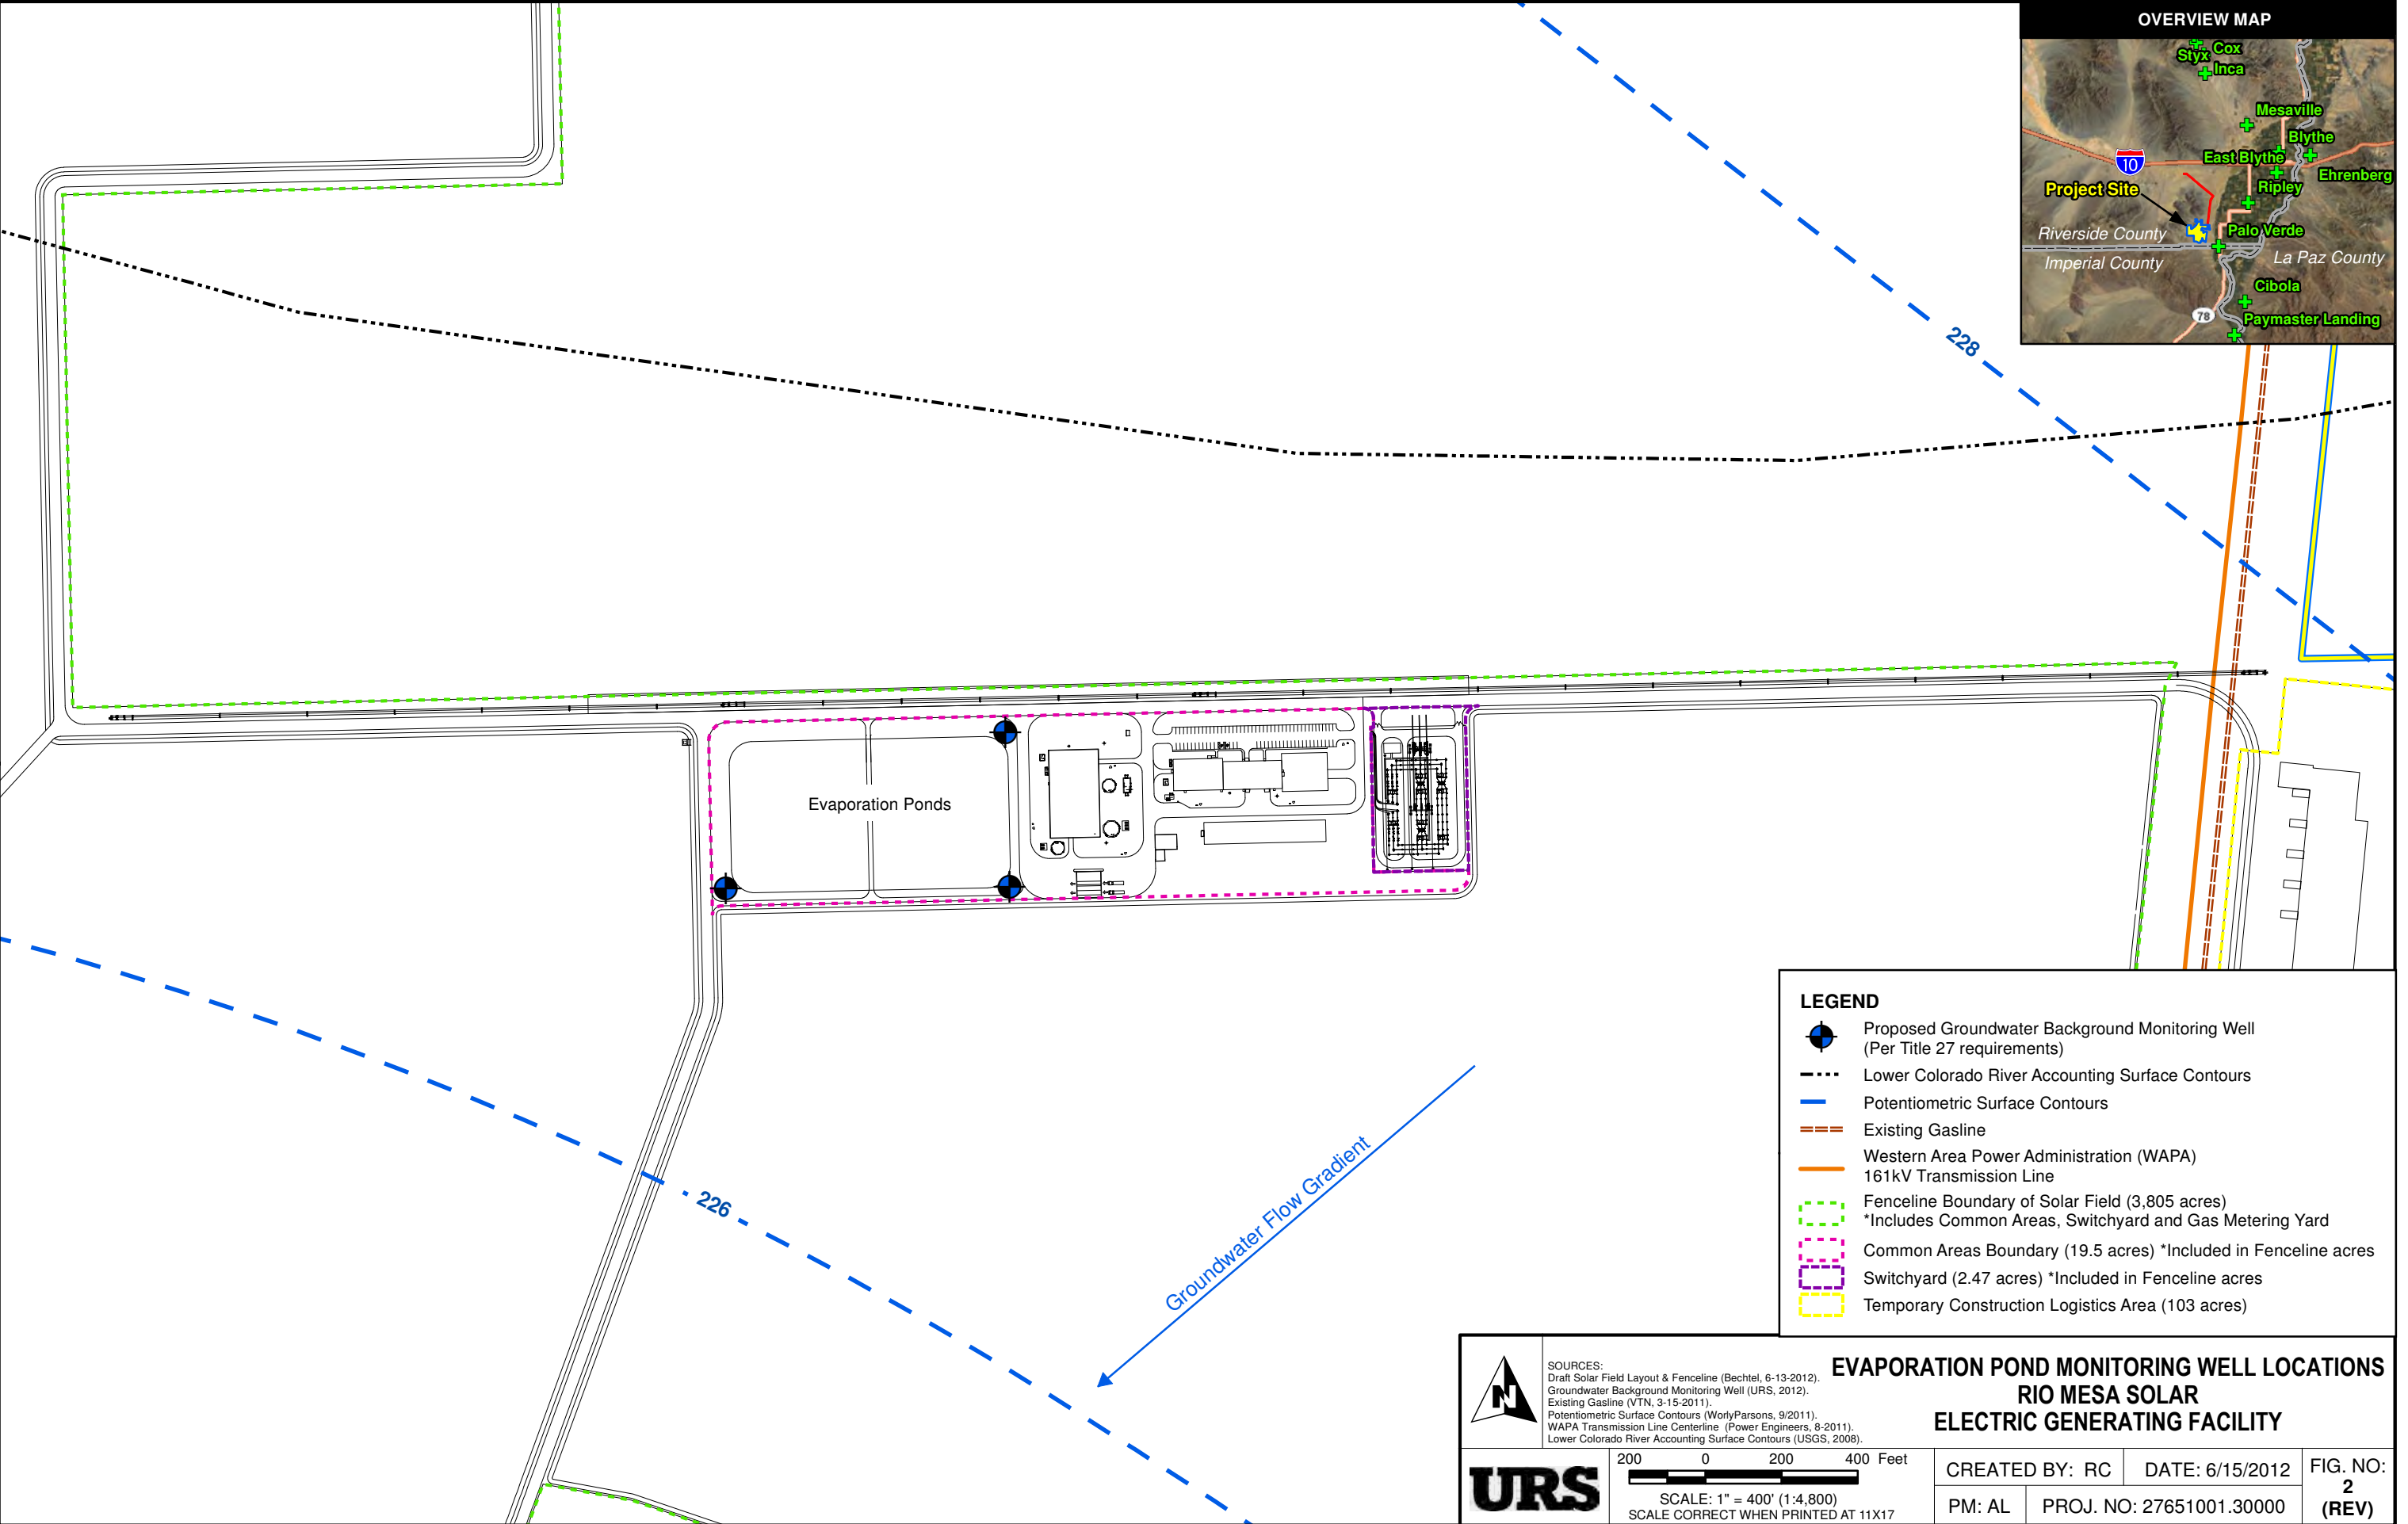 OVERVIEW MAP
Cox
Styx
Inca
Mesaville
Blythe
East Blythe
10
Ehrenberg
Project Site
Ripley
Palo Verde
Riverside County
Imperial County
La Paz County
Cibola
78
Paymaster Landing
228
Evaporation Ponds
226
Groundwater Flow Gradient
LEGEND
Proposed Groundwater Background Monitoring Well
(Per Title 27 requirements)
Lower Colorado River Accounting Surface Contours
Potentiometric Surface Contours
Existing Gasline
Western Area Power Administration (WAPA)
161kV Transmission Line
Fenceline Boundary of Solar Field (3,805 acres)
*Includes Common Areas, Switchyard and Gas Metering Yard
Common Areas Boundary (19.5 acres) *Included in Fenceline acres
Switchyard (2.47 acres) *Included in Fenceline acres
Temporary Construction Logistics Area (103 acres)
N
SOURCES:
Draft Solar Field Layout & Fenceline (Bechtel, 6-13-2012).
Groundwater Background Monitoring Well (URS, 2012).
Existing Gasline (VTN, 3-15-2011).
Potentiometric Surface Contours (WorlyParsons, 9/2011).
WAPA Transmission Line Centerline (Power Engineers, 8-2011).
Lower Colorado River Accounting Surface Contours (USGS, 2008).
EVAPORATION POND MONITORING WELL LOCATIONS
RIO MESA SOLAR
ELECTRIC GENERATING FACILITY
URS
200 0 200 400 Feet
SCALE: 1" = 400' (1:4,800)
SCALE CORRECT WHEN PRINTED AT 11X17
CREATED BY: RC
DATE: 6/15/2012
PM: AL
PROJ. NO: 27651001.30000
FIG. NO:
2
(REV)